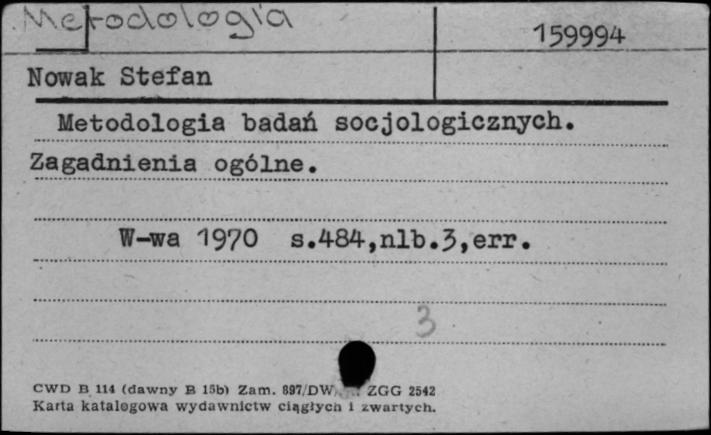 Metodologia
159994
Nowak Stefan
Metodologia badań socjologicznych.
Zagadnienia ogólne.
W-wa 1970 s.484,nlb.3,err.
3
CWD B 114 (dawny B 15b) Zam. 897/DW ZGG 2542
Karta katalogowa wydawnictw ciągłych i zwartych.